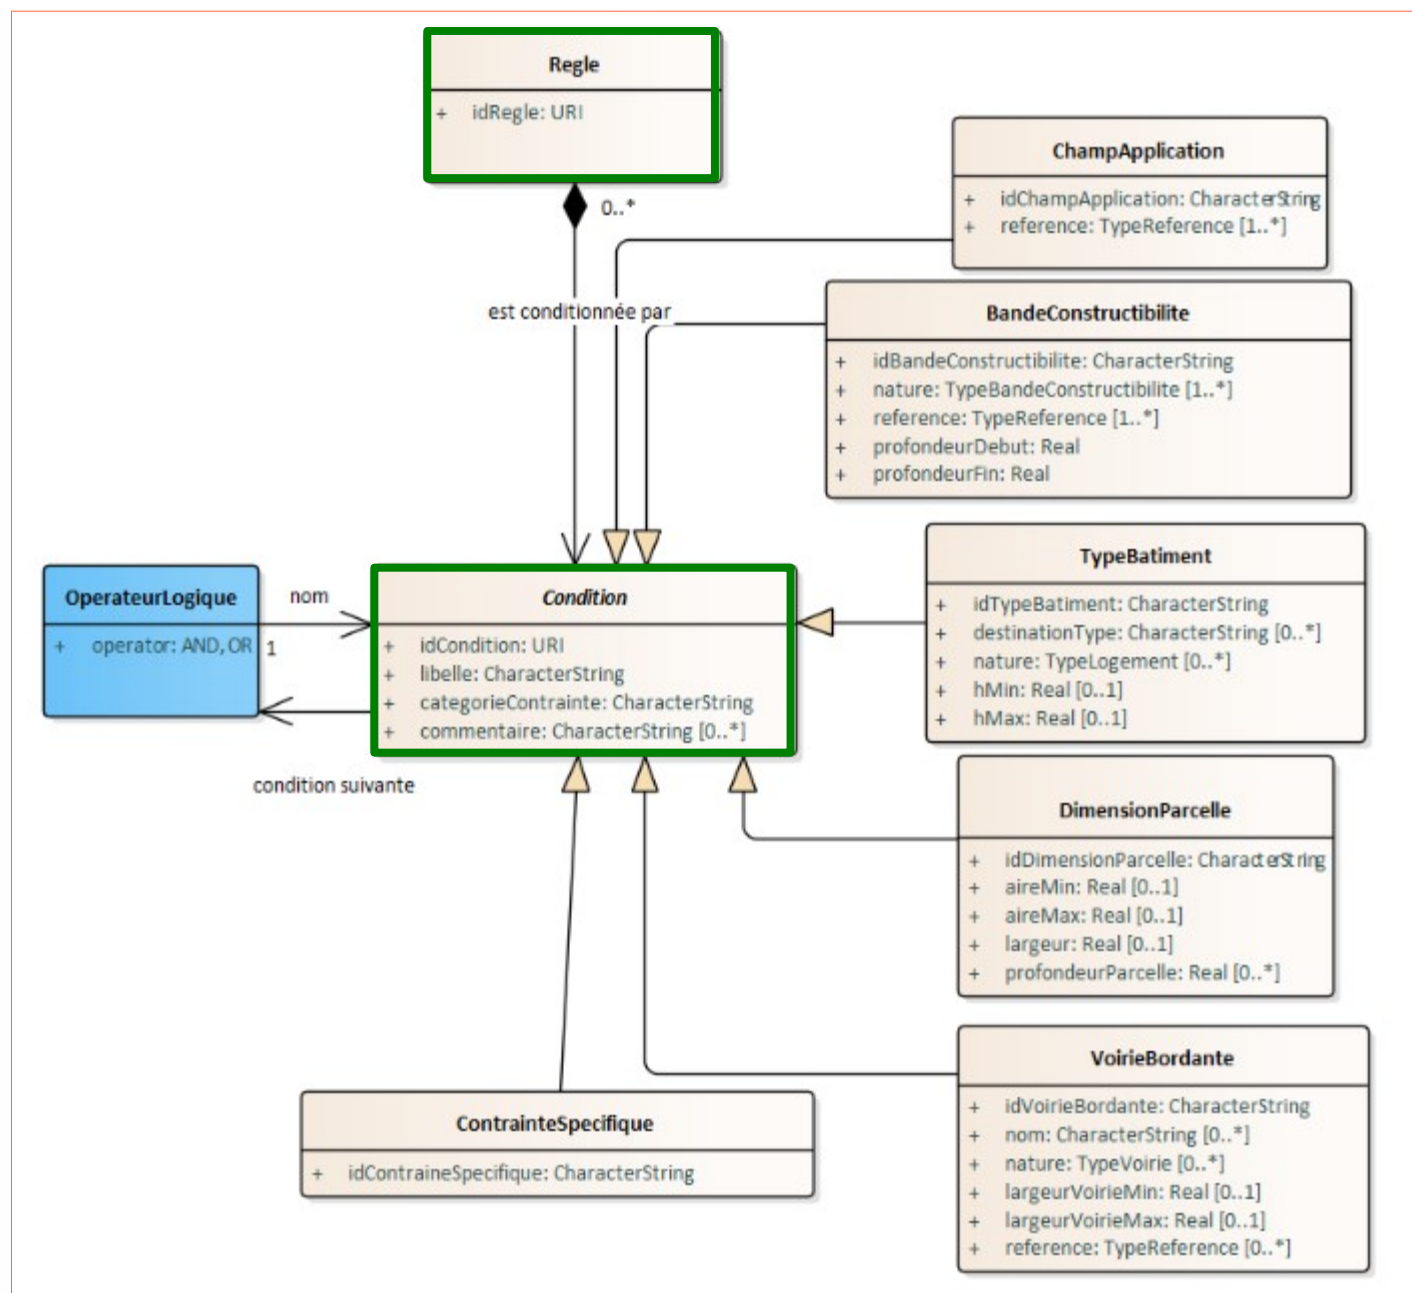 Regle
+ idRegle: URI
0..*
est conditionnée par
ChampApplication
+ idChampApplication: CharacterString
+ reference: TypeReference [1..*]
BandeConstructibilite
+ idBandeConstructibilite: CharacterString
+ nature: TypeBandeConstructibilite [1..*]
+ reference: TypeReference [1..*]
+ profondeurDebut: Real
+ profondeurFin: Real
OperateurLogique
+ operator: AND, OR
nom
1
condition suivante
Condition
+ idCondition: URI
+ libelle: CharacterString
+ categorieContrainte: CharacterString
+ commentaire: CharacterString [0..*]
TypeBatiment
+ idTypeBatiment: CharacterString
+ destinationType: CharacterString [0..*]
+ nature: TypeLogement [0..*]
+ hMin: Real [0..1]
+ hMax: Real [0..1]
DimensionParcelle
+ idDimensionParcelle: CharacterString
+ aireMin: Real [0..1]
+ aireMax: Real [0..1]
+ largeur: Real [0..1]
+ profondeurParcelle: Real [0..*]
VoirieBordante
+ idVoirieBordante: CharacterString
+ nom: CharacterString [0..*]
+ nature: TypeVoirie [0..*]
+ largeurVoirieMin: Real [0..1]
+ largeurVoirieMax: Real [0..1]
+ reference: TypeReference [0..*]
ContrainteSpecifique
+ idContraineSpecifique: CharacterString